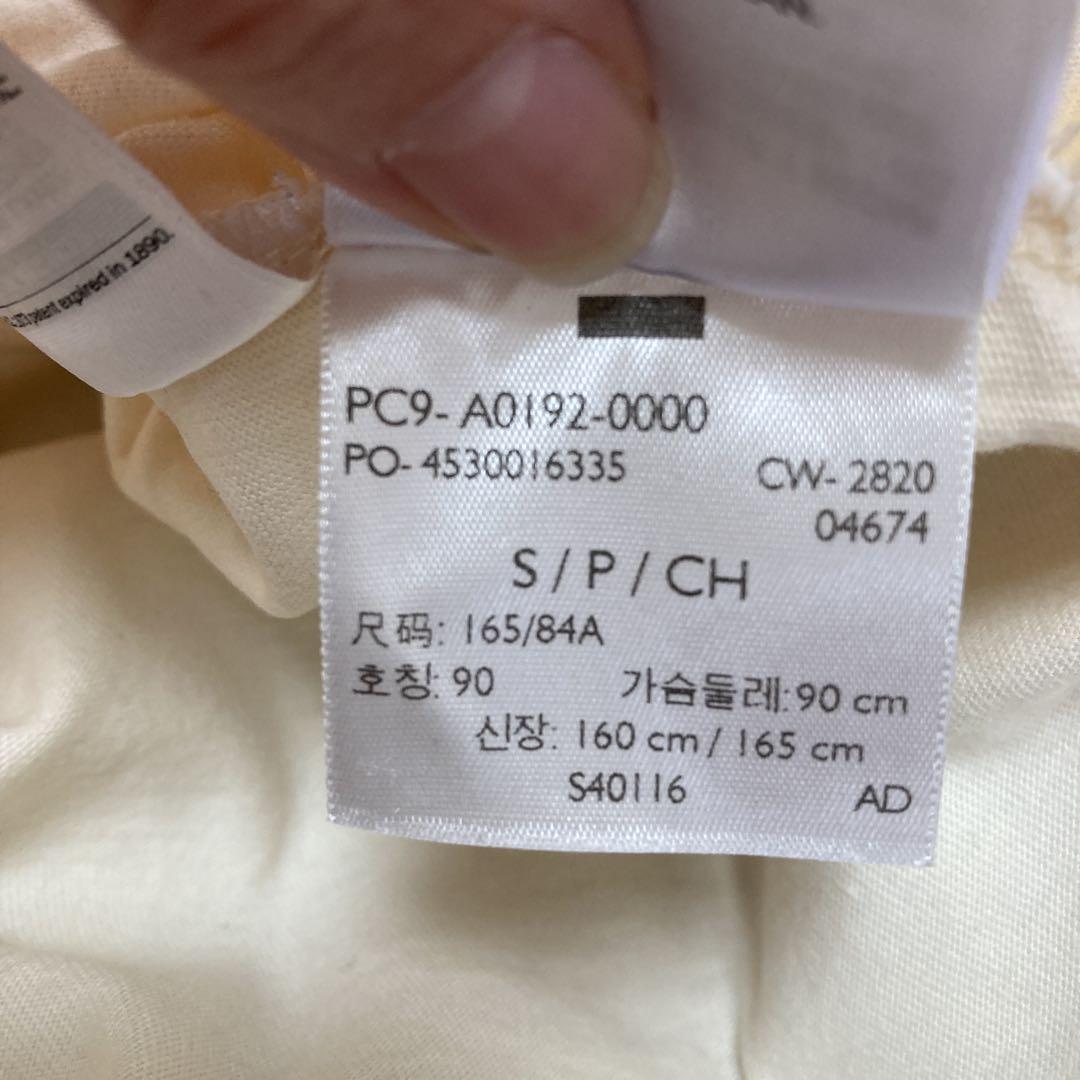 patent expired in 1890.
PC9- A0192-0000
PO- 4530016335
CW- 2820
04674
S / P / CH
尺码: 165/84A
호칭: 90 가슴둘레: 90 cm
신장: 160 cm / 165 cm
S40116 AD